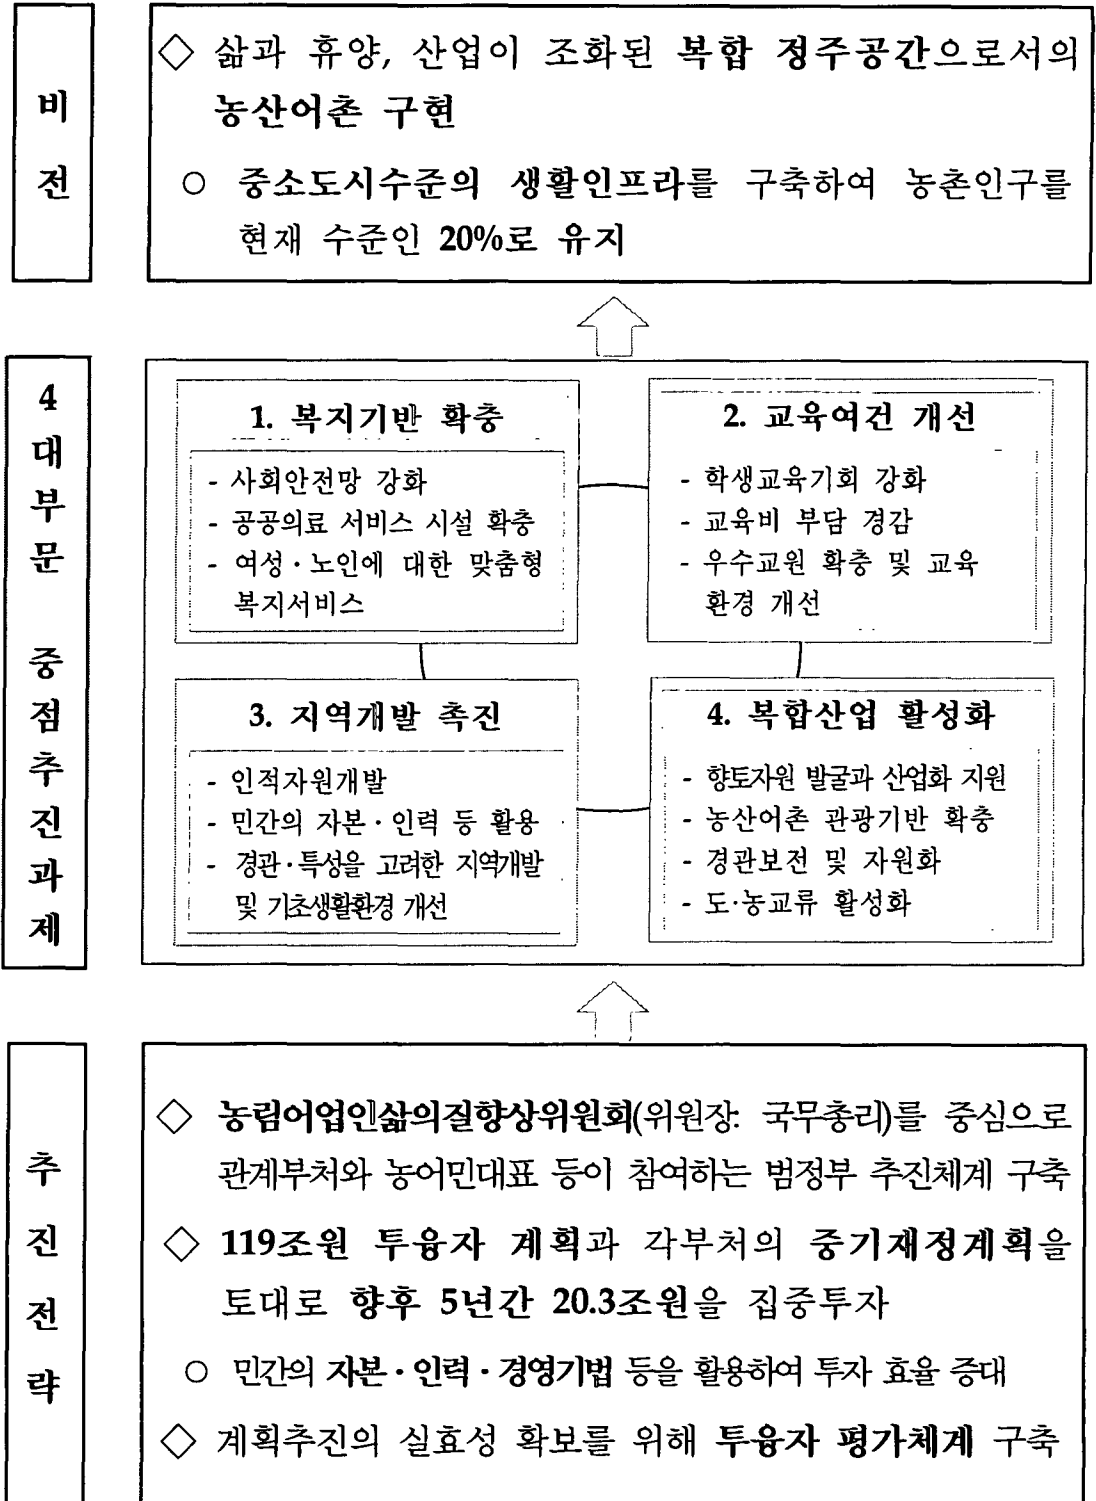 비
전
◇ 삶과 휴양, 산업이 조화된 복합 정주공간으로서의
농산어촌 구현
○ 중소도시수준의 생활인프라를 구축하여 농촌인구를
현재 수준인 20%로 유지
4
대
부
문
중
점
추
진
과
제
1. 복지기반 확충
- 사회안전망 강화
- 공공의료 서비스 시설 확충
- 여성·노인에 대한 맞춤형
복지서비스
2. 교육여건 개선
- 학생교육기회 강화
- 교육비 부담 경감
- 우수교원 확충 및 교육
환경 개선
3. 지역개발 촉진
- 인적자원개발
- 민간의 자본·인력 등 활용
- 경관·특성을 고려한 지역개발
및 기초생활환경 개선
4. 복합산업 활성화
- 향토자원 발굴과 산업화 지원
- 농산어촌 관광기반 확충
- 경관보전 및 자원화
- 도·농교류 활성화
추
진
전
략
◇ 농림어업인삶의질향상위원회(위원장: 국무총리)를 중심으로
관계부처와 농어민대표 등이 참여하는 범정부 추진체계 구축
◇ 119조원 투융자 계획과 각부처의 중기재정계획을
토대로 향후 5년간 20.3조원을 집중투자
○ 민간의 자본·인력·경영기법 등을 활용하여 투자 효율 증대
◇ 계획추진의 실효성 확보를 위해 투융자 평가체계 구축